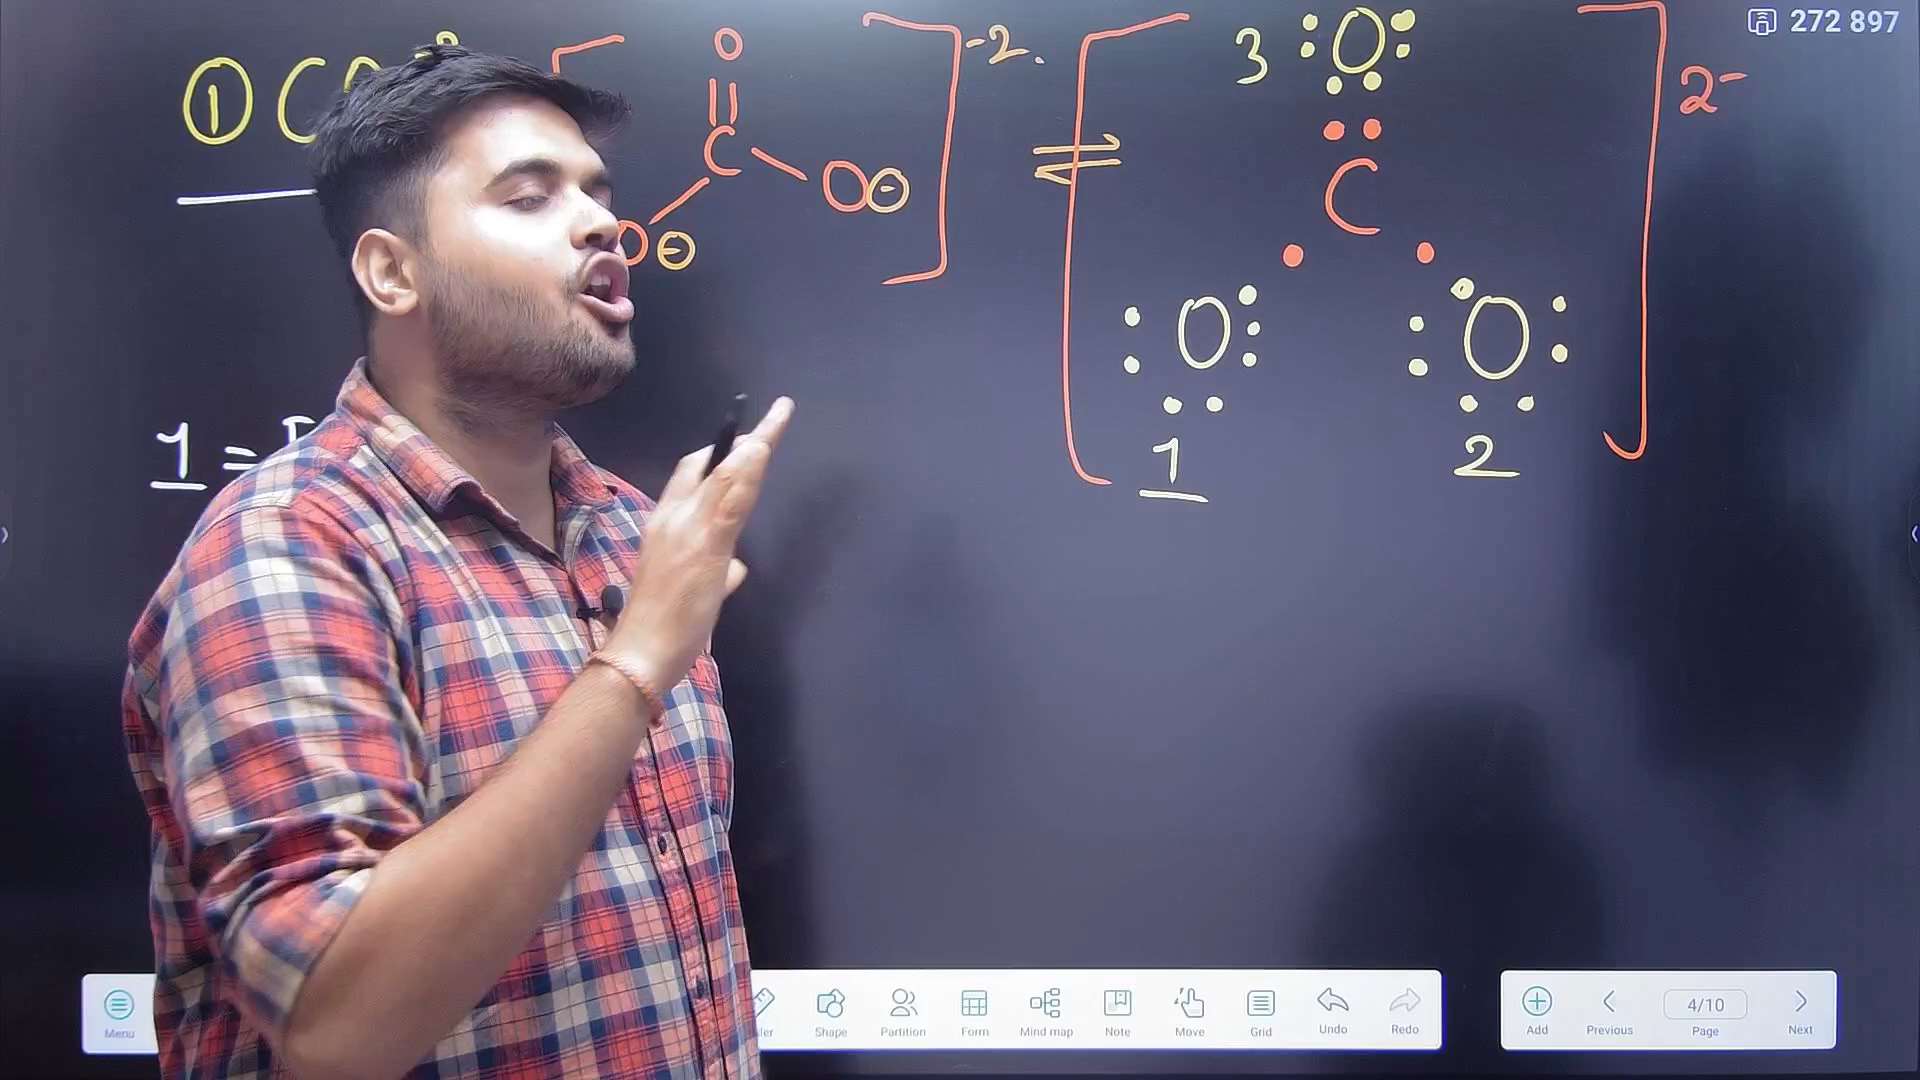 272 897
①
O
C
O⊖
O⊖
-2.
⇌
3
O
C
O
O
1
2
2-
1 =
Menu
Shape
Partition
Form
Mind map
Note
Move
Grid
Undo
Redo
Add
Previous
4/10
Page
Next